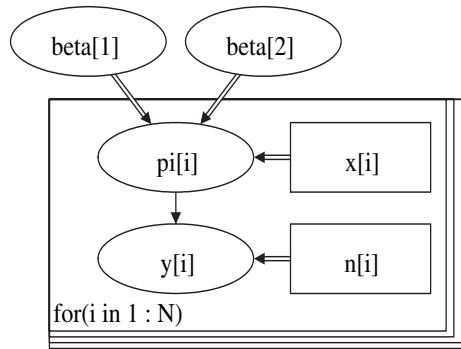 beta[1] beta[2]
pi[i] x[i]
y[i] n[i]
for(i in 1 : N)